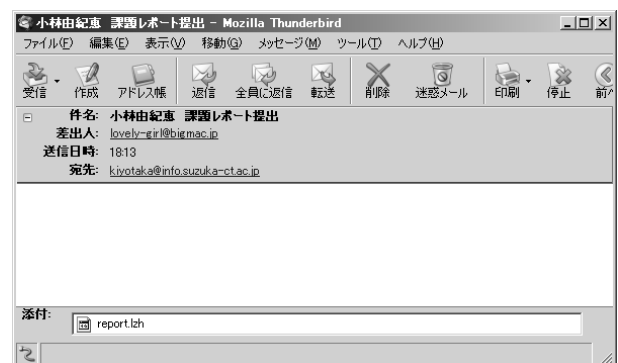 小林由紀恵 課題レポート提出 - Mozilla Thunderbird
ファイル(F) 編集(E) 表示(V) 移動(G) メッセージ(M) ツール(T) ヘルプ(H)
受信 作成 アドレス帳 返信 全員に返信 転送 削除 迷惑メール 印刷 停止 前へ
件名: 小林由紀恵 課題レポート提出
差出人: lovely-girl@bigmac.jp
送信日時: 18:13
宛先: kiyotaka@info.suzuka-ct.ac.jp
添付: report.lzh